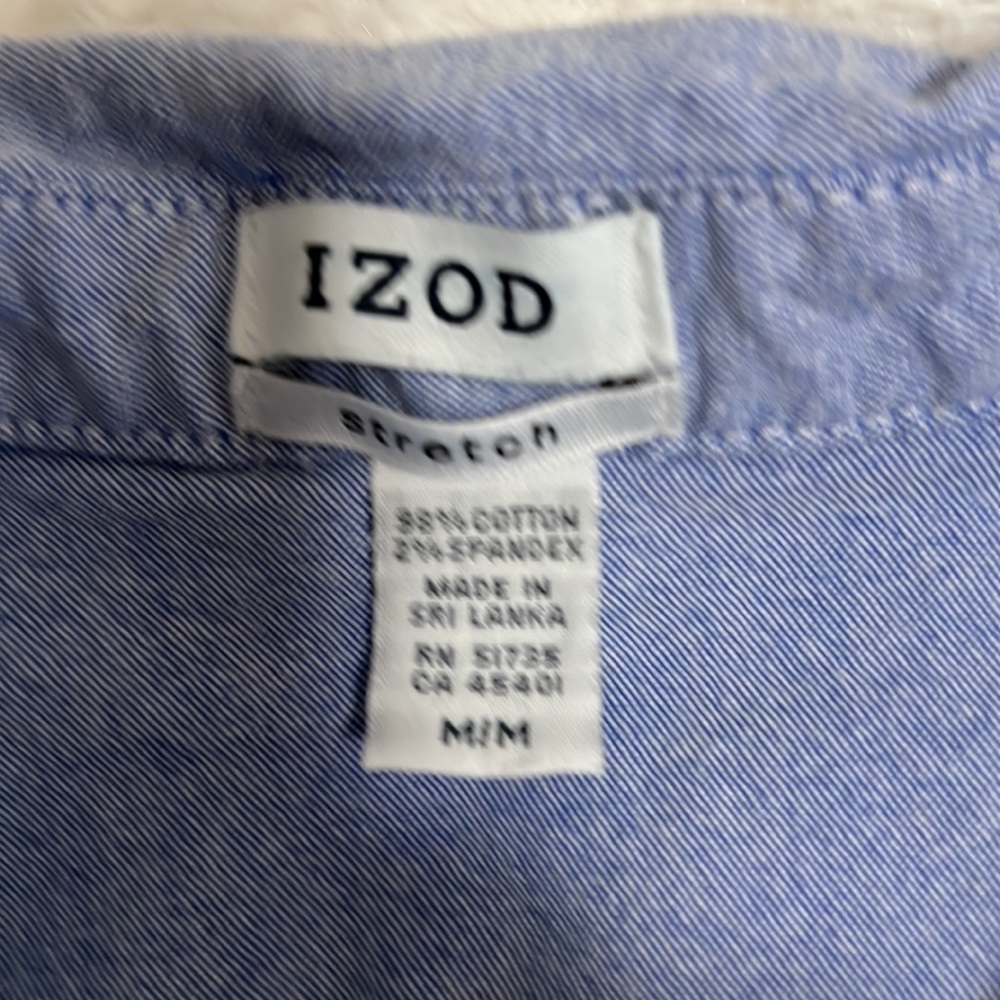 IZOD
stretch
98% COTTON
2% SPANDEX
MADE IN
SRI LANKA
RN 51735
CA 45401
M/M